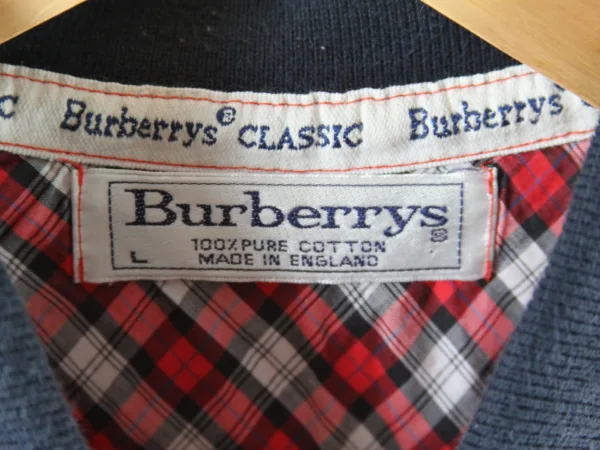 C Burberrys® CLASSIC Burberrys®
Burberrys®
100% PURE COTTON
L MADE IN ENGLAND